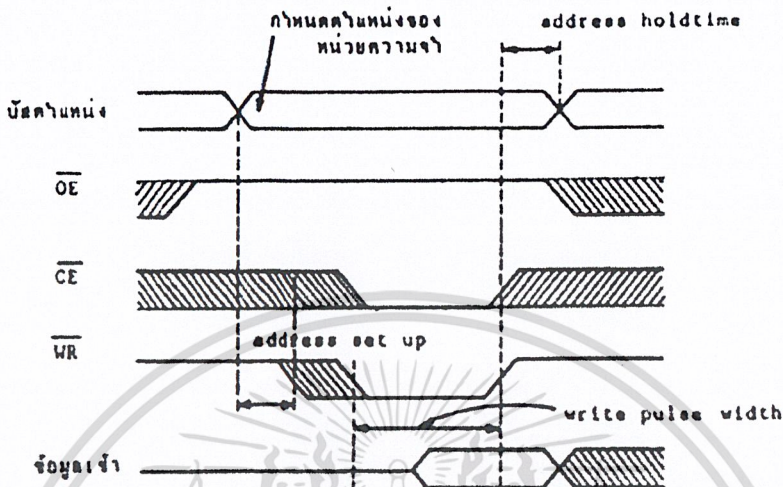 กำหนดตำแหน่งของ
หน่วยความจำ
address holdtime
บัสตำแหน่ง
OE
CE
WR
address set up
write pulse width
ข้อมูลเข้า